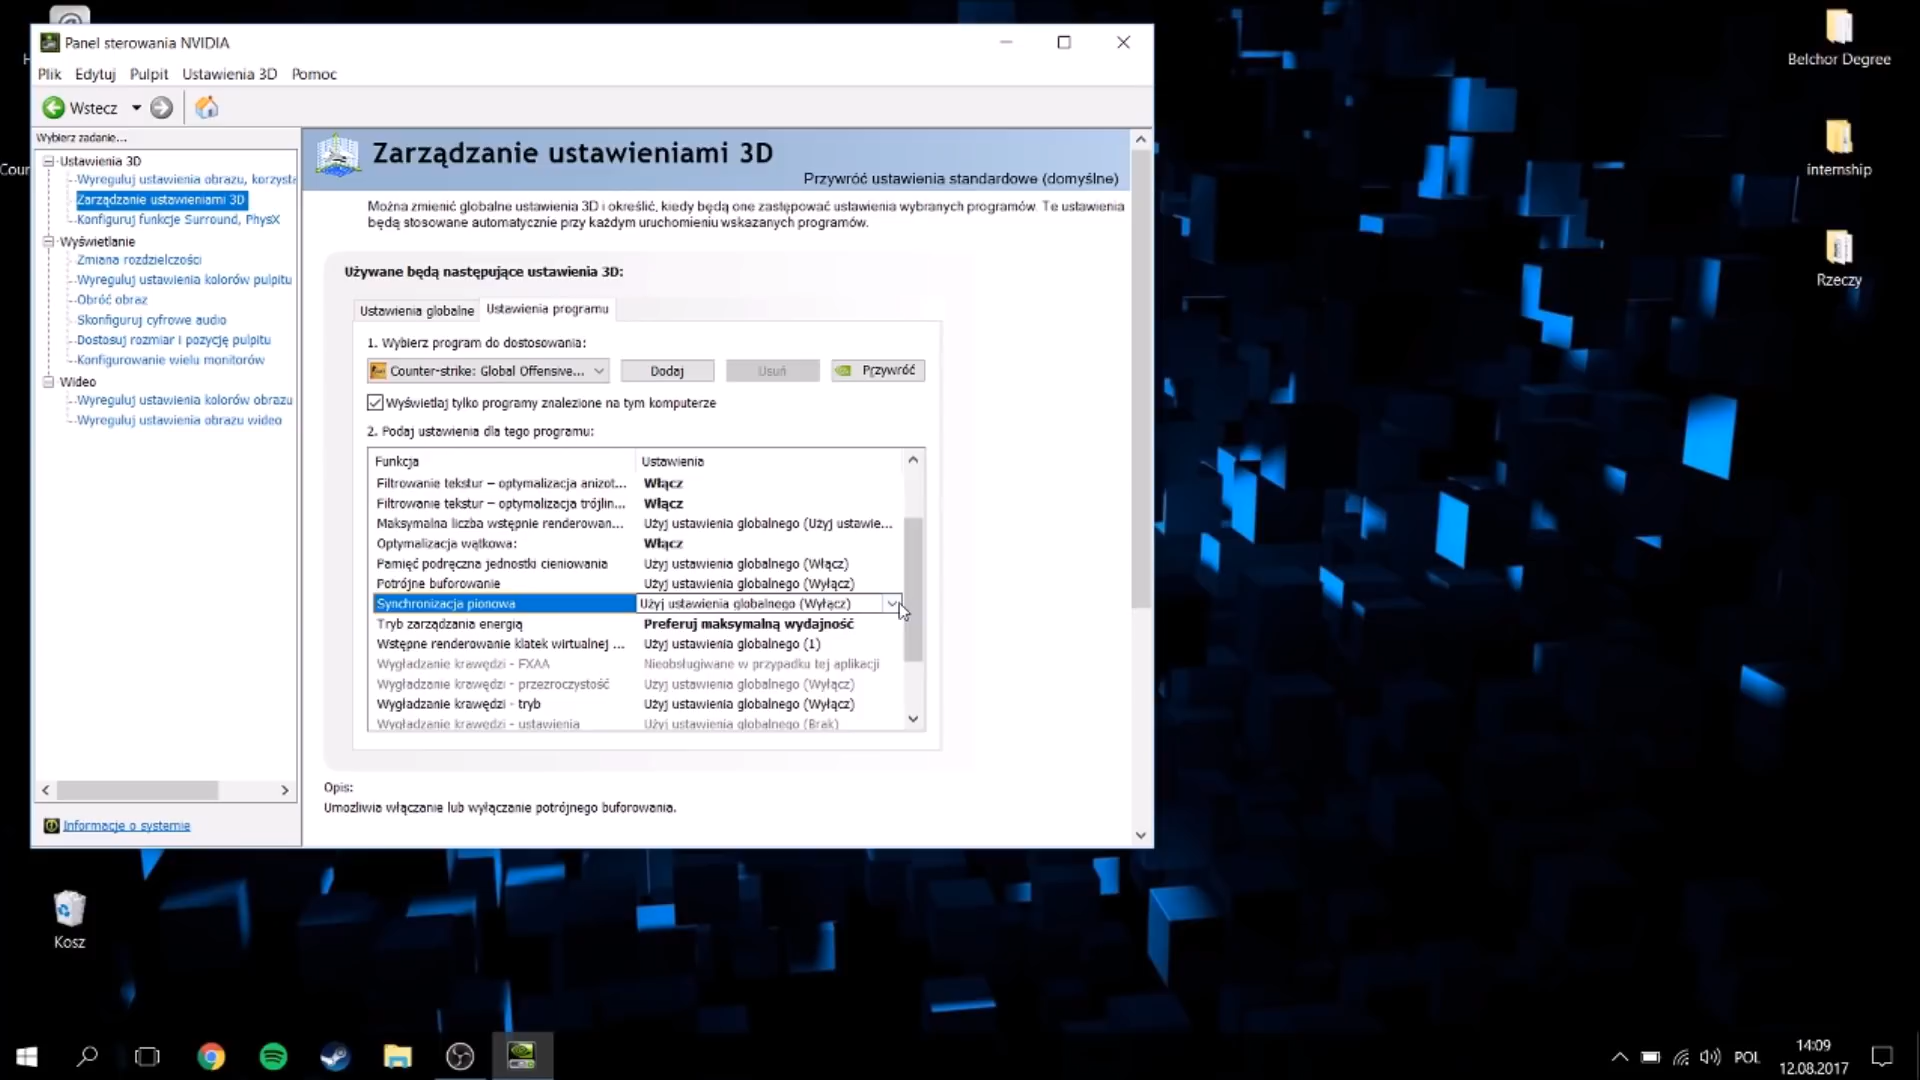 Panel sterowania NVIDIA
Plik Edytuj Pulpit Ustawienia 3D Pomoc
Wstecz
Wybierz zadanie...
Ustawienia 3D
Wyreguluj ustawienia obrazu, korzysta
Zarządzanie ustawieniami 3D
Konfiguruj funkcje Surround, PhysX
Wyświetlanie
Zmiana rozdzielczości
Wyreguluj ustawienia kolorów pulpitu
Obróć obraz
Skonfiguruj cyfrowe audio
Dostosuj rozmiar i pozycję pulpitu
Konfigurowanie wielu monitorów
Wideo
Wyreguluj ustawienia kolorów obrazu
Wyreguluj ustawienia obrazu wideo
Informacje o systemie
Zarządzanie ustawieniami 3D
Przywróć ustawienia standardowe (domyślne)
Można zmienić globalne ustawienia 3D i określić, kiedy będą one zastępować ustawienia wybranych programów. Te ustawienia
będą stosowane automatycznie przy każdym uruchomieniu wskazanych programów.
Używane będą następujące ustawienia 3D:
Ustawienia globalne Ustawienia programu
1. Wybierz program do dostosowania:
Counter-strike: Global Offensive... Dodaj Usuń Przywróć
Wyświetlaj tylko programy znalezione na tym komputerze
2. Podaj ustawienia dla tego programu:
Funkcja Ustawienia
Filtrowanie tekstur – optymalizacja anizot... Włącz
Filtrowanie tekstur – optymalizacja trójlin... Włącz
Maksymalna liczba wstępnie renderowan... Użyj ustawienia globalnego (Użyj ustawie...
Optymalizacja wątkowa: Włącz
Pamięć podręczna jednostki cieniowania Użyj ustawienia globalnego (Włącz)
Potrójne buforowanie Użyj ustawienia globalnego (Wyłącz)
Synchronizacja pionowa Użyj ustawienia globalnego (Wyłącz)
Tryb zarządzania energią Preferuj maksymalną wydajność
Wstępne renderowanie klatek wirtualnej ... Użyj ustawienia globalnego (1)
Wygładzanie krawędzi - FXAA Nieobsługiwane w przypadku tej aplikacji
Wygładzanie krawędzi - przezroczystość Użyj ustawienia globalnego (Wyłącz)
Wygładzanie krawędzi - tryb Użyj ustawienia globalnego (Wyłącz)
Wygładzanie krawędzi - ustawienia Użyj ustawienia globalnego (Brak)
Opis:
Umożliwia włączanie lub wyłączanie potrójnego buforowania.
Cour
Belchor Degree
internship
Rzeczy
Kosz
POL
14:09
12.08.2017